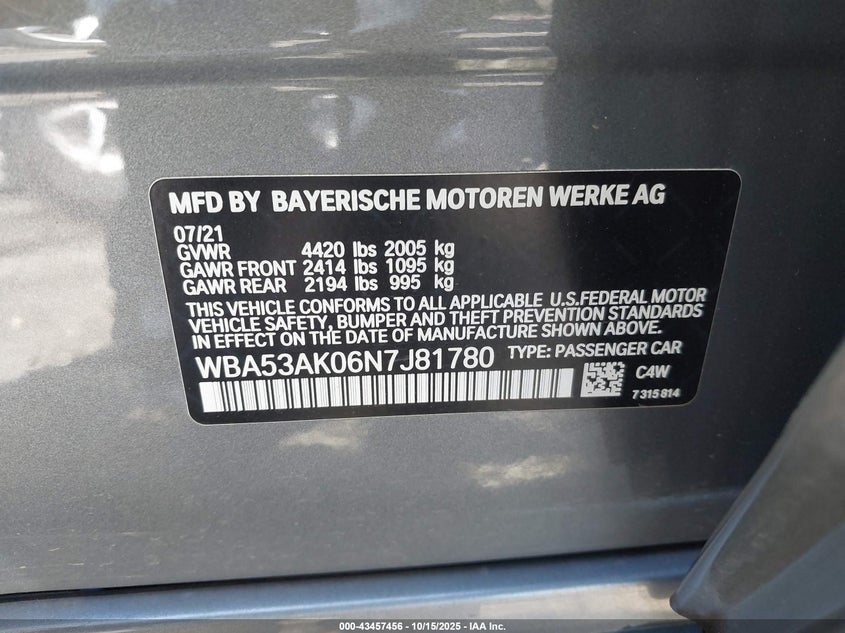 MFD BY BAYERISCHE MOTOREN WERKE AG
07/21
GVWR 4420 lbs 2005 kg
GAWR FRONT 2414 lbs 1095 kg
GAWR REAR 2194 lbs 995 kg
THIS VEHICLE CONFORMS TO ALL APPLICABLE U.S.FEDERAL MOTOR
VEHICLE SAFETY, BUMPER AND THEFT PREVENTION STANDARDS
IN EFFECT ON THE DATE OF MANUFACTURE SHOWN ABOVE.
WBA53AK06N7J81780 TYPE: PASSENGER CAR
C4W
7 315 814
000-43457456 - 10/15/2025 - IAA Inc.